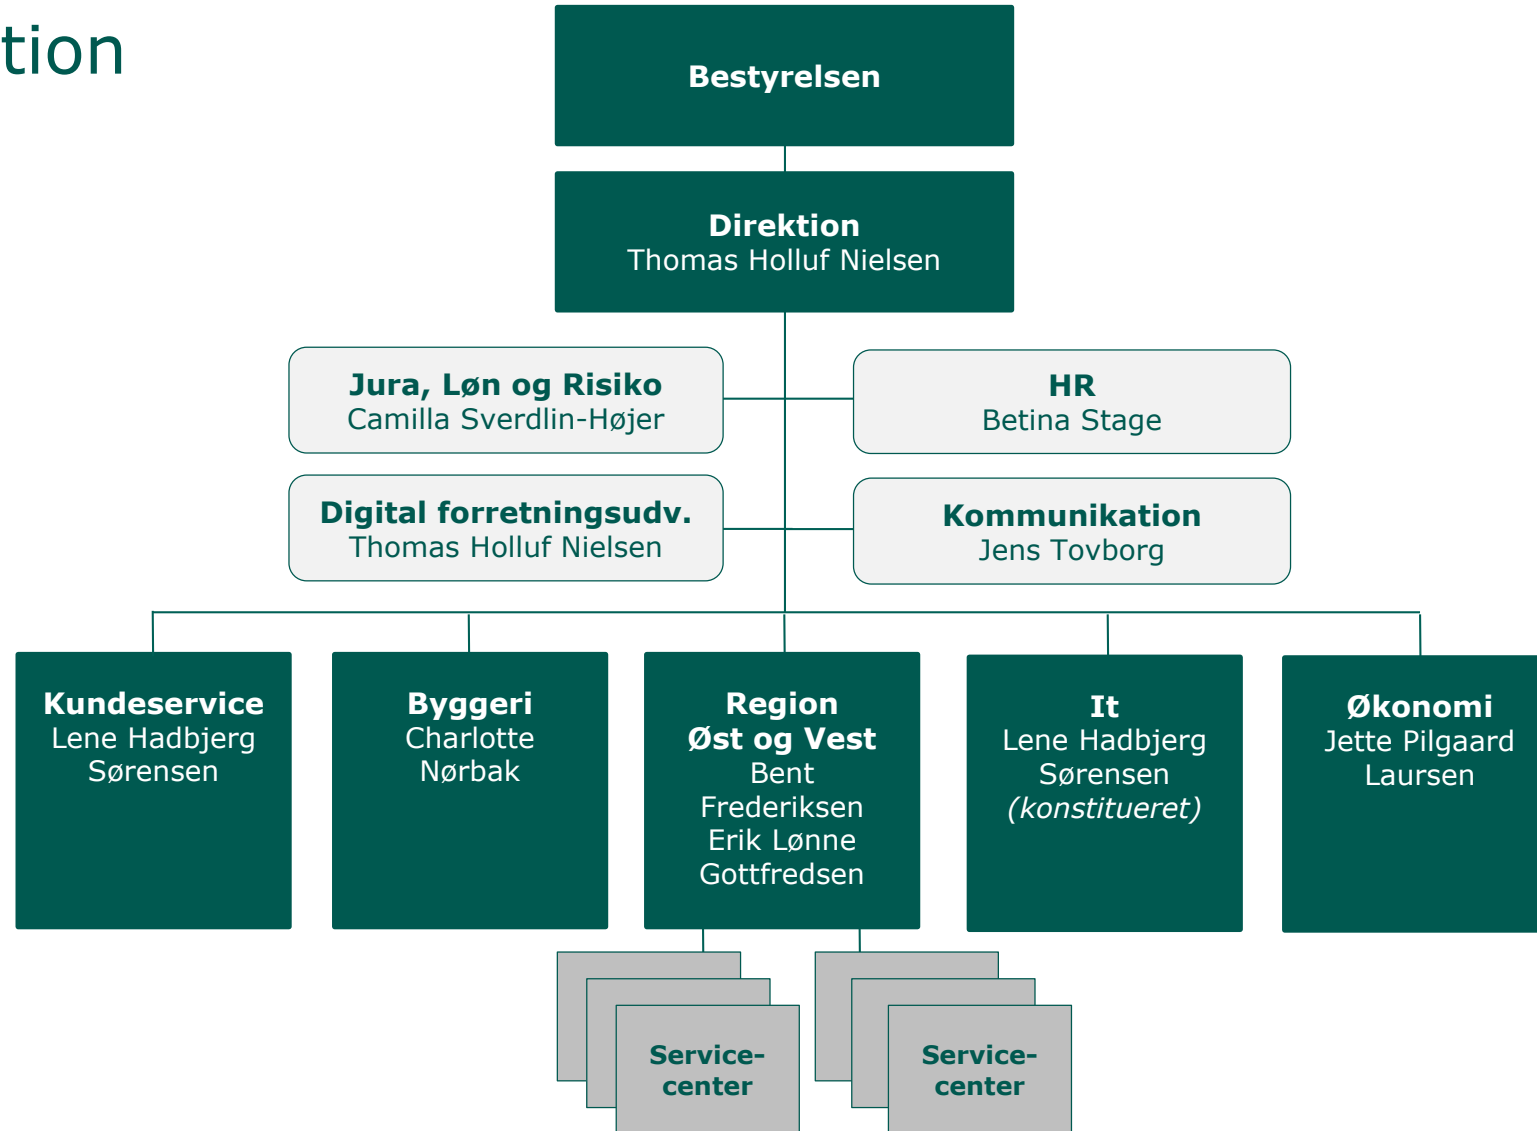 tion
Bestyrelsen
Direktion
Thomas Holluf Nielsen
Jura, Løn og Risiko
Camilla Sverdlin-Højer
HR
Betina Stage
Digital forretningsudv.
Thomas Holluf Nielsen
Kommunikation
Jens Tovborg
Kundeservice
Lene Hadbjerg
Sørensen
Byggeri
Charlotte
Nørbak
Region
Øst og Vest
Bent
Frederiksen
Erik Lønne
Gottfredsen
It
Lene Hadbjerg
Sørensen
(konstitueret)
Økonomi
Jette Pilgaard
Laursen
Service-
center
Service-
center